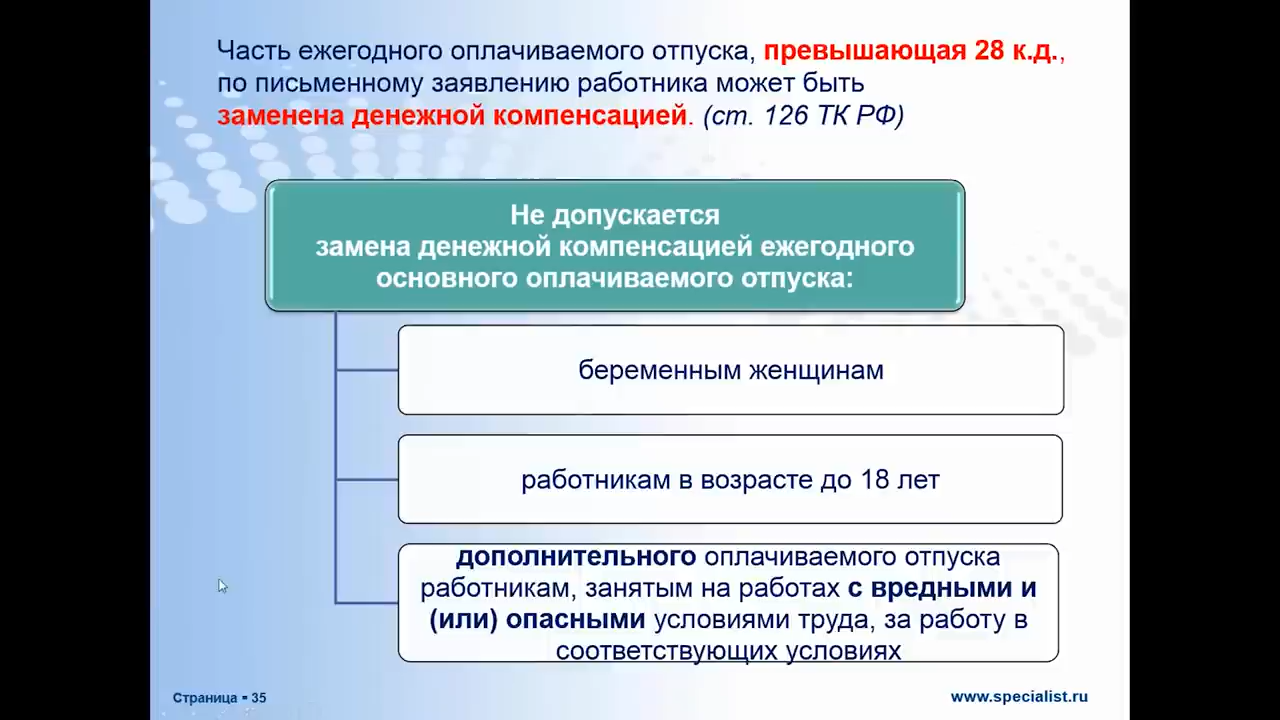 Часть ежегодного оплачиваемого отпуска, превышающая 28 к.д.,
по письменному заявлению работника может быть
заменена денежной компенсацией. (ст. 126 ТК РФ)
Не допускается
замена денежной компенсацией ежегодного
основного оплачиваемого отпуска:
беременным женщинам
работникам в возрасте до 18 лет
дополнительного оплачиваемого отпуска
работникам, занятым на работах с вредными и
(или) опасными условиями труда, за работу в
соответствующих условиях
Страница ▪ 35
www.specialist.ru